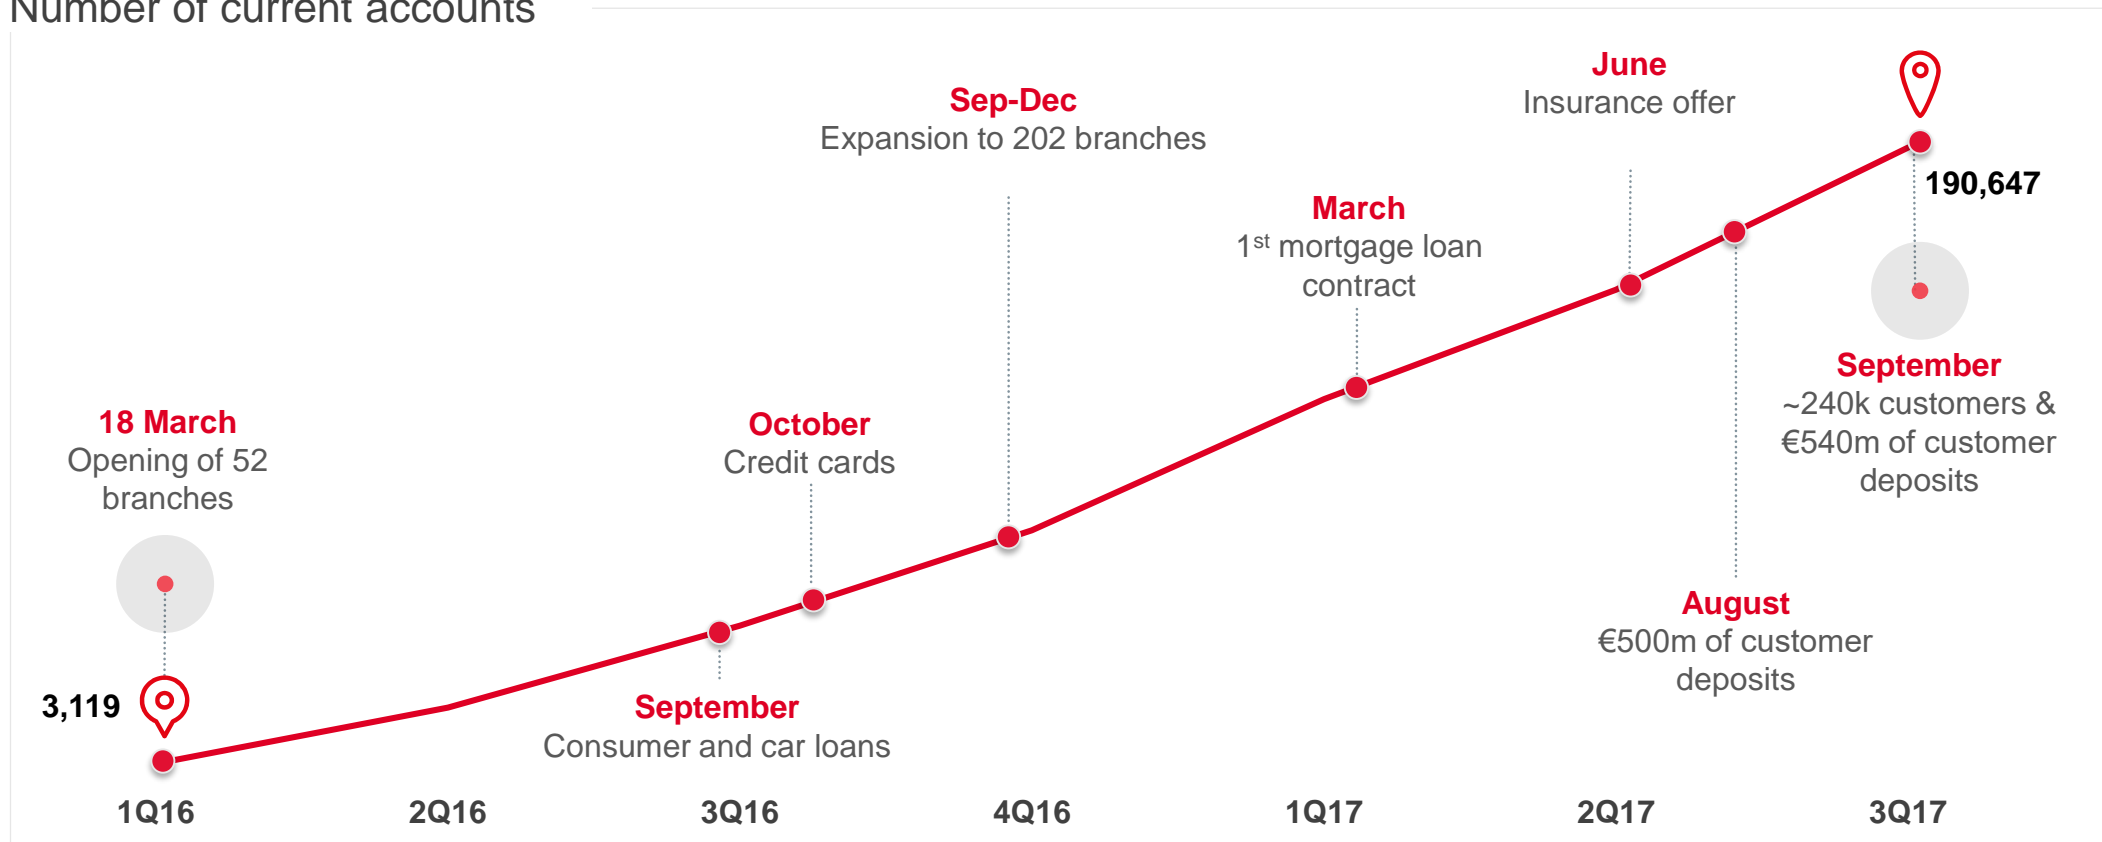 Number of current accounts
June
Insurance offer
Sep-Dec
Expansion to 202 branches
190,647
March
1st mortgage loan
contract
September
~240k customers &
€540m of customer
deposits
18 March
Opening of 52
branches
October
Credit cards
August
€500m of customer
deposits
3,119
September
Consumer and car loans
1Q16 2Q16 3Q16 4Q16 1Q17 2Q17 3Q17